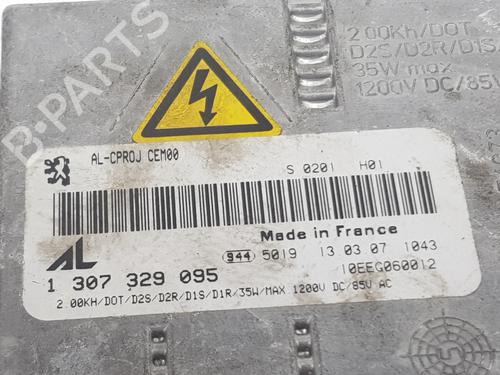 2.00Kh/DOT
D2S/D2R/D1S
35W max
1200V DC/85
B-PARTS
AL-CPROJ CEM00
S 0201 H01
Made in France
AL
944 5019 13 03 07 1043
1 307 329 095
10EEG060012
2.00KH/DOT/D2S/D2R/D1S/D1R/35W/MAX 1200V DC/85V AC